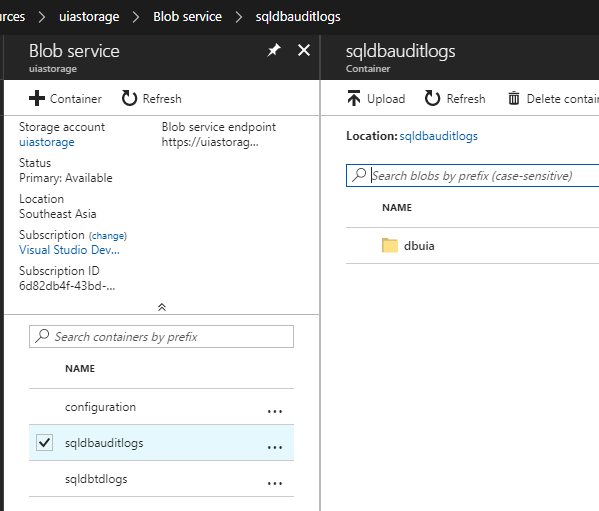 urces > uiastorage > Blob service > sqldbauditlogs
Blob service
uiastorage
Container
Refresh
Storage account
uiastorage
Blob service endpoint
https://uiastorag...
Status
Primary: Available
Location
Southeast Asia
Subscription (change)
Visual Studio Dev...
Subscription ID
6d82db4f-43bd-...
Search containers by prefix
NAME
configuration ...
sqldbauditlogs ...
sqldbtdlogs ...
sqldbauditlogs
Container
Upload
Refresh
Delete contai
Location: sqldbauditlogs
Search blobs by prefix (case-sensitive)
NAME
dbuia